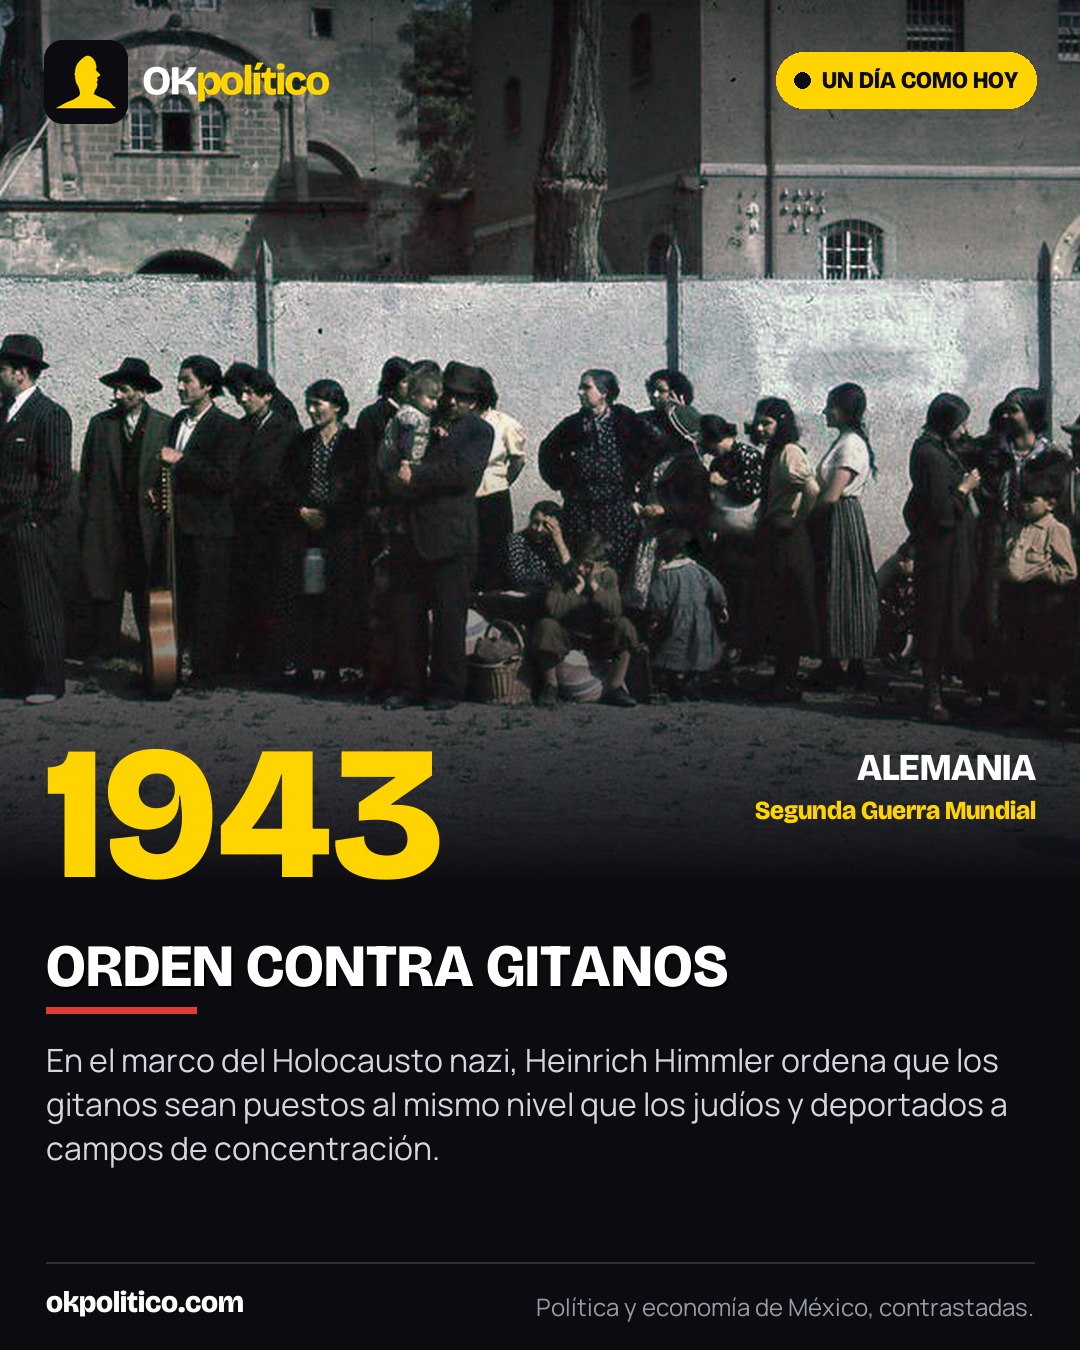 OKpolítico
UN DÍA COMO HOY
1943
ALEMANIA
Segunda Guerra Mundial
ORDEN CONTRA GITANOS
En el marco del Holocausto nazi, Heinrich Himmler ordena que los
gitanos sean puestos al mismo nivel que los judíos y deportados a
campos de concentración.
okpolitico.com
Política y economía de México, contrastadas.